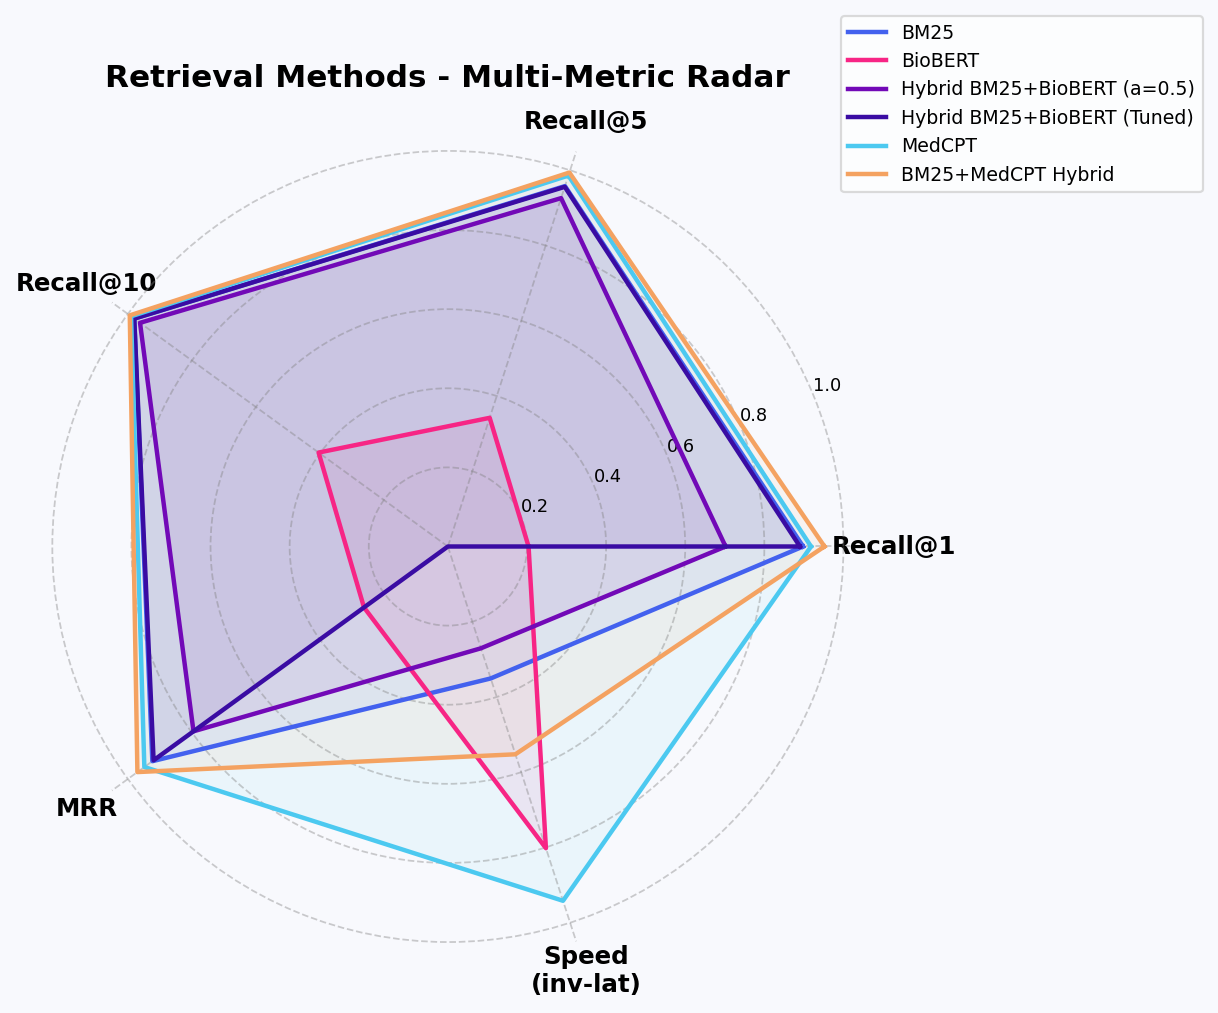 Retrieval Methods - Multi-Metric Radar
BM25
BioBERT
Hybrid BM25+BioBERT (a=0.5)
Hybrid BM25+BioBERT (Tuned)
MedCPT
BM25+MedCPT Hybrid
Recall@5
Recall@10
1.0
0.8
0.6
0.4
0.2
Recall@1
MRR
Speed
(inv-lat)